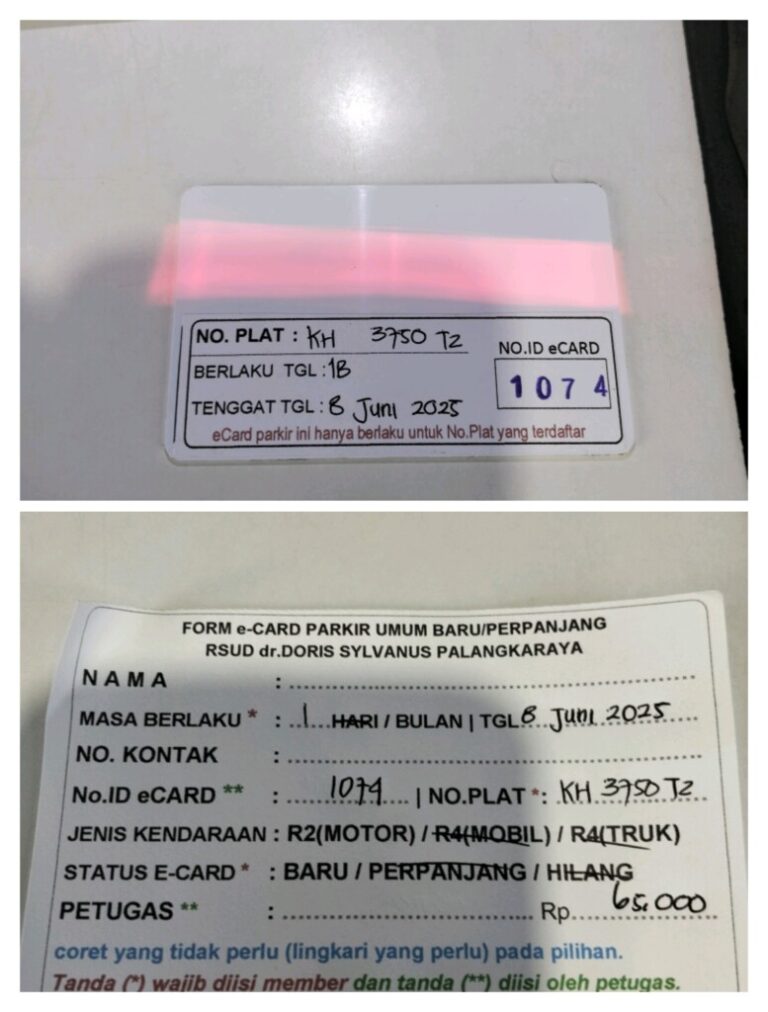 NO. PLAT : KH 3750 TZ
NO.ID eCARD
BERLAKU TGL : 1B
1074
TENGGAT TGL : 8 Juni 2025
eCard parkir ini hanya berlaku untuk No.Plat yang terdaftar
FORM e-CARD PARKIR UMUM BARU/PERPANJANG
RSUD dr.DORIS SYLVANUS PALANGKARAYA
NAMA : ................
MASA BERLAKU * : ...1... HARI / BULAN | TGL 8 Juni 2025
NO. KONTAK : ................
No.ID eCARD ** : ......1074...... | NO.PLAT *: KH 3750 TZ
JENIS KENDARAAN : R2(MOTOR) / R4(MOBIL) / R4(TRUK)
STATUS E-CARD * : BARU / PERPANJANG / HILANG
PETUGAS ** : ................ Rp 65.000
coret yang tidak perlu (lingkari yang perlu) pada pilihan.
Tanda (*) wajib diisi member dan tanda (**) diisi oleh petugas.